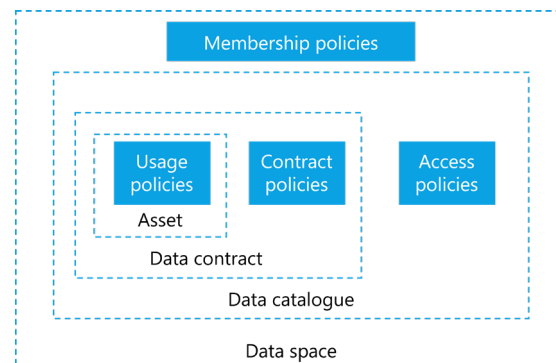 Membership policies
Usage
policies
Contract
policies
Access
policies
Asset
Data contract
Data catalogue
Data space